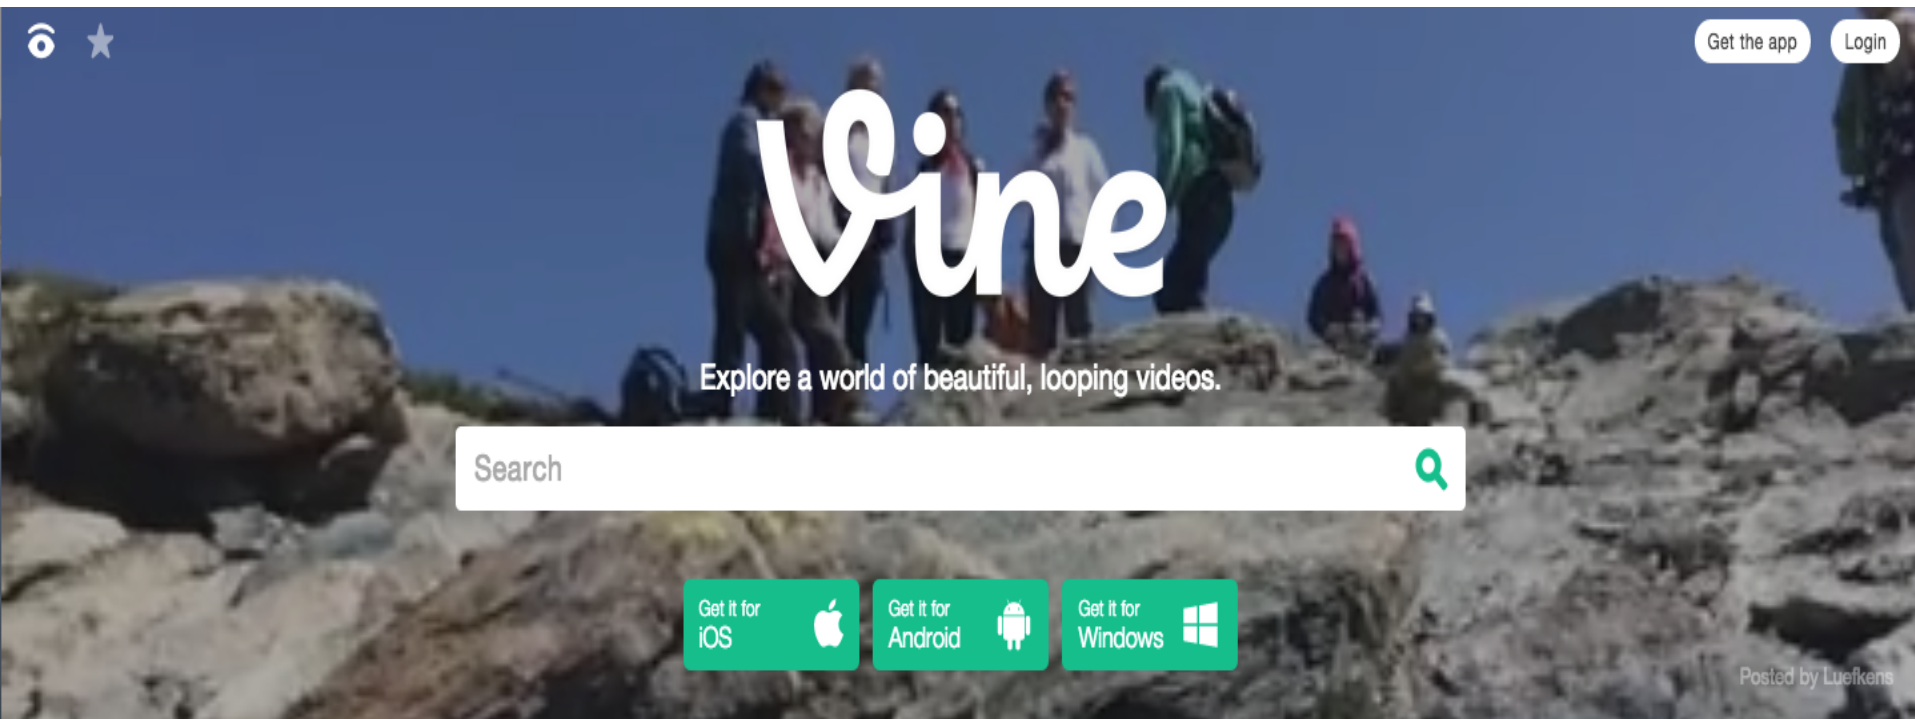 Get the app
Login
Vine
Explore a world of beautiful, looping videos.
Search
Get it for
iOS
Get it for
Android
Get it for
Windows
Posted by Luefkens